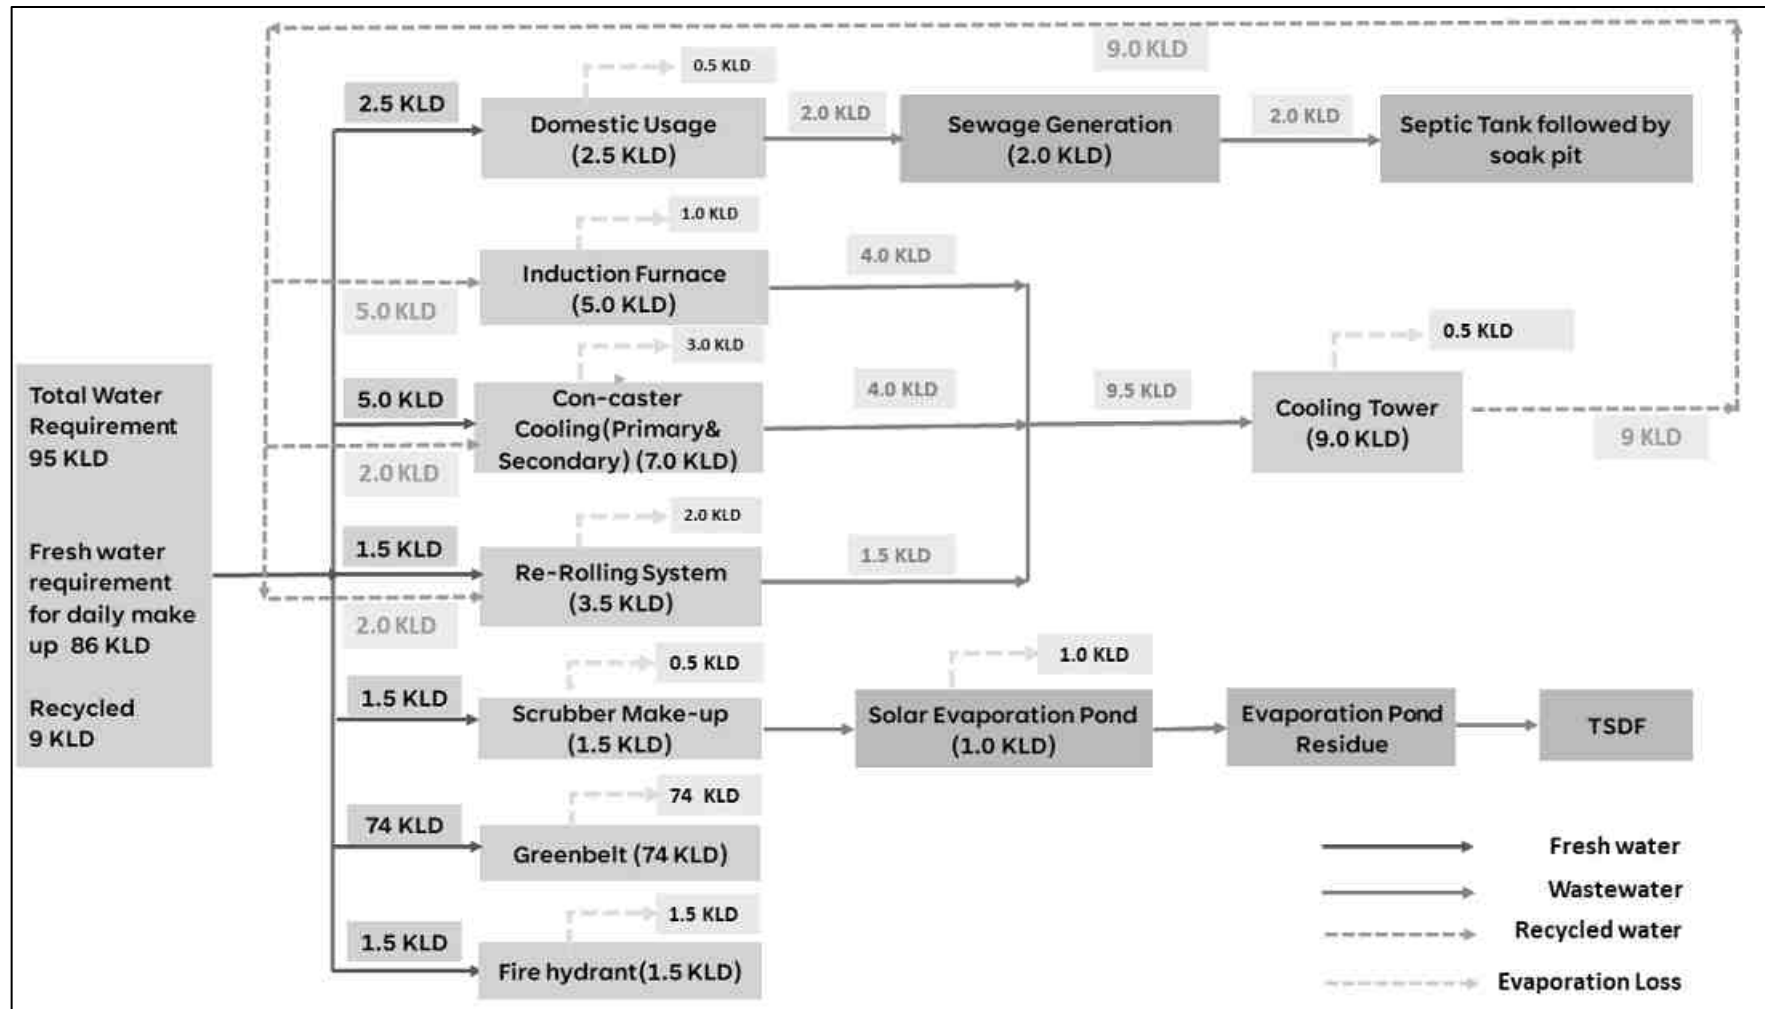 9.0 KLD
0.5 KLD
2.5 KLD
Domestic Usage
(2.5 KLD)
2.0 KLD
Sewage Generation
(2.0 KLD)
2.0 KLD
Septic Tank followed by
soak pit
1.0 KLD
Induction Furnace
(5.0 KLD)
5.0 KLD
4.0 KLD
3.0 KLD
5.0 KLD
Con-caster
Cooling(Primary&
Secondary) (7.0 KLD)
2.0 KLD
4.0 KLD
9.5 KLD
0.5 KLD
Cooling Tower
(9.0 KLD)
9 KLD
Total Water
Requirement
95 KLD
Fresh water
requirement
for daily make
up 86 KLD
Recycled
9 KLD
2.0 KLD
1.5 KLD
Re-Rolling System
(3.5 KLD)
2.0 KLD
1.5 KLD
0.5 KLD
1.5 KLD
Scrubber Make-up
(1.5 KLD)
1.0 KLD
Solar Evaporation Pond
(1.0 KLD)
Evaporation Pond
Residue
TSDF
74 KLD
74 KLD
Greenbelt (74 KLD)
1.5 KLD
1.5 KLD
Fire hydrant(1.5 KLD)
Fresh water
Wastewater
Recycled water
Evaporation Loss